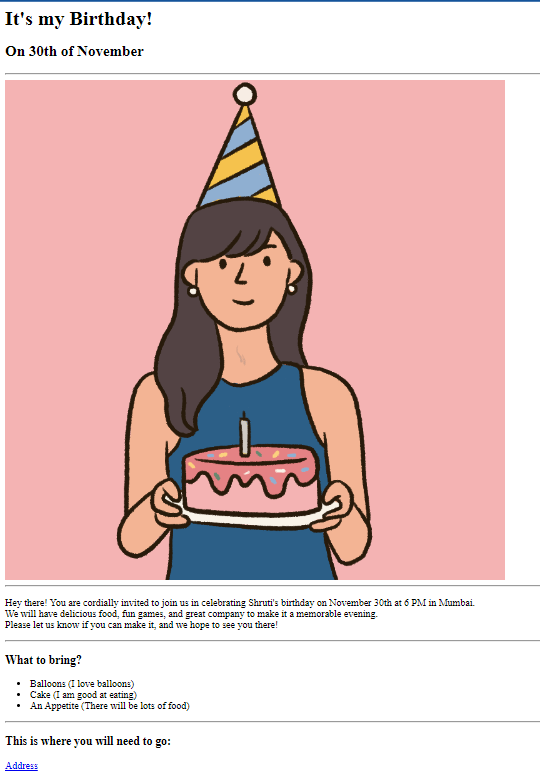 It's my Birthday!
On 30th of November
Hey there! You are cordially invited to join us in celebrating Shruti's birthday on November 30th at 6 PM in Mumbai.
We will have delicious food, fun games, and great company to make it a memorable evening.
Please let us know if you can make it, and we hope to see you there!
What to bring?
Balloons (I love balloons)
Cake (I am good at eating)
An Appetite (There will be lots of food)
This is where you will need to go:
Address